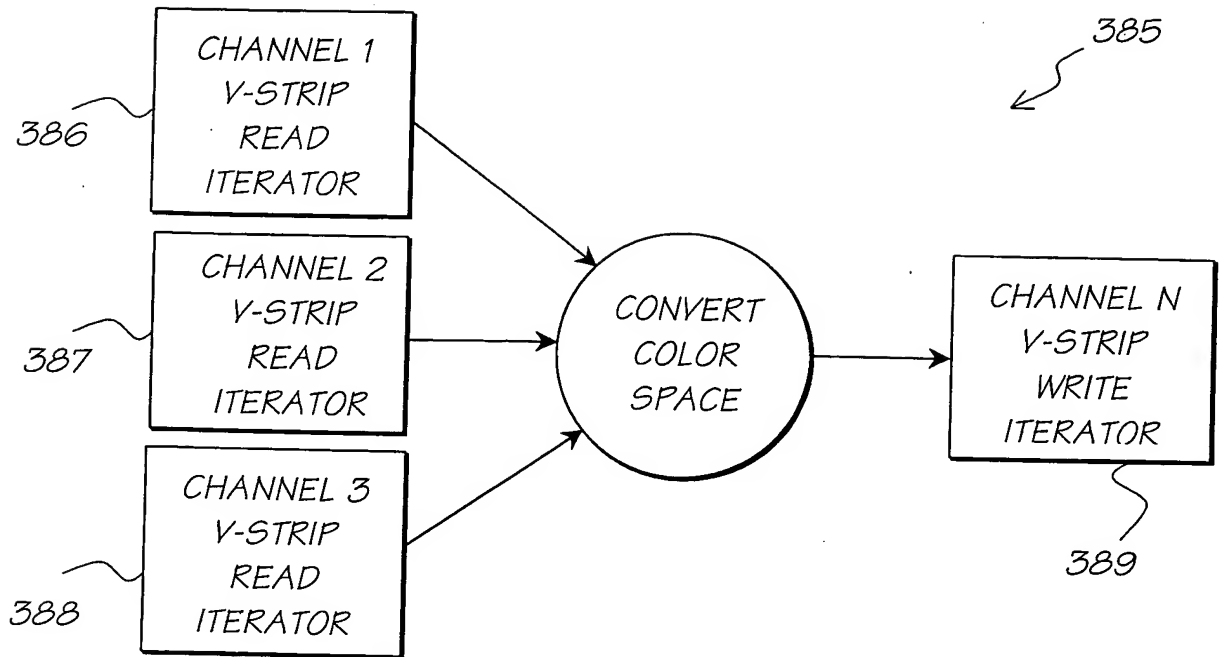 385
CHANNEL 1
V-STRIP
READ
ITERATOR
386
CHANNEL 2
V-STRIP
READ
ITERATOR
387
CHANNEL 3
V-STRIP
READ
ITERATOR
388
CONVERT
COLOR
SPACE
CHANNEL N
V-STRIP
WRITE
ITERATOR
389